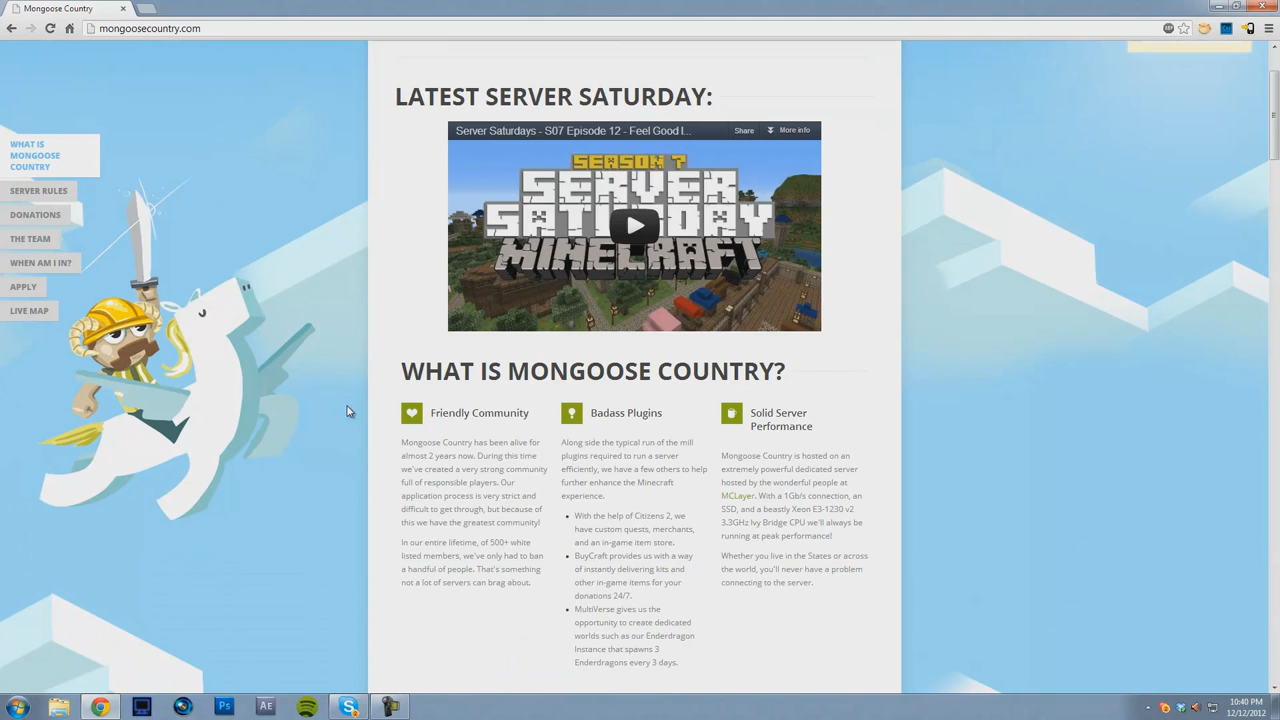 Mongoose Country
mongoosecountry.com
LATEST SERVER SATURDAY:
Server Saturdays - S07 Episode 12 - Feel Good I...
Share
More info
SEASON 7
SERVER
SATURDAY
MINECRAFT
WHAT IS
MONGOOSE
COUNTRY
SERVER RULES
DONATIONS
THE TEAM
WHEN AM I IN?
APPLY
LIVE MAP
WHAT IS MONGOOSE COUNTRY?
Friendly Community
Mongoose Country has been alive for
almost 2 years now. During this time
we've created a very strong community
full of responsible players. Our
application process is very strict and
difficult to get through, but because of
this we have the greatest community!
In our entire lifetime, of 500+ white
listed members, we've only had to ban
a handful of people. That's something
not a lot of servers can brag about.
Badass Plugins
Along side the typical run of the mill
plugins required to run a server
efficiently, we have a few others to help
further enhance the Minecraft
experience.
With the help of Citizens 2, we
have custom quests, merchants,
and an in-game item store.
BuyCraft provides us with a way
of instantly delivering kits and
other in-game items for your
donations 24/7.
MultiVerse gives us the
opportunity to create dedicated
worlds such as our Enderdragon
Instance that spawns 3
Enderdragons every 3 days.
Solid Server
Performance
Mongoose Country is hosted on an
extremely powerful dedicated server
hosted by the wonderful people at
MCLayer. With a 1Gb/s connection, an
SSD, and a beastly Xeon E3-1230 v2
3.3GHz Ivy Bridge CPU we'll always be
running at peak performance!
Whether you live in the States or across
the world, you'll never have a problem
connecting to the server.
Ps
Ae
10:40 PM
12/12/2012